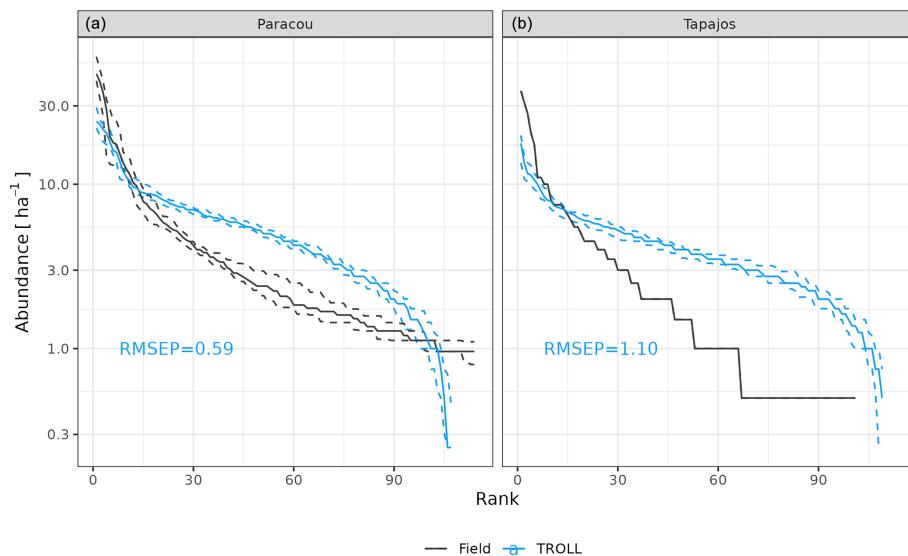 (a) Paracou
(b) Tapajos
Abundance [ ha⁻¹ ]
30.0
10.0
3.0
1.0
0.3
RMSEP=0.59
RMSEP=1.10
0 30 60 90
0 30 60 90
Rank
Field a TROLL